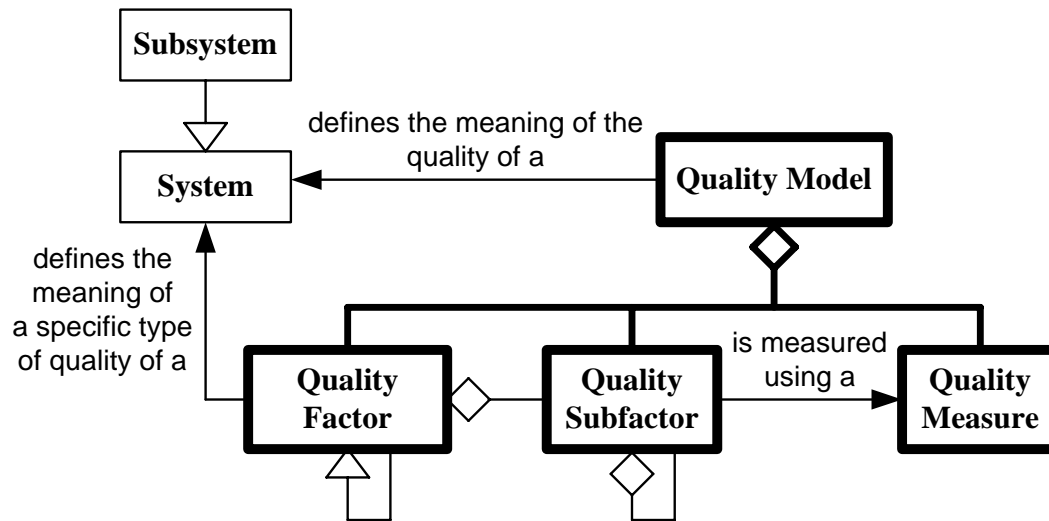 Subsystem
defines the meaning of the
quality of a
System
Quality Model
defines the
meaning of
a specific type
of quality of a
Quality
Factor
Quality
Subfactor
is measured
using a
Quality
Measure